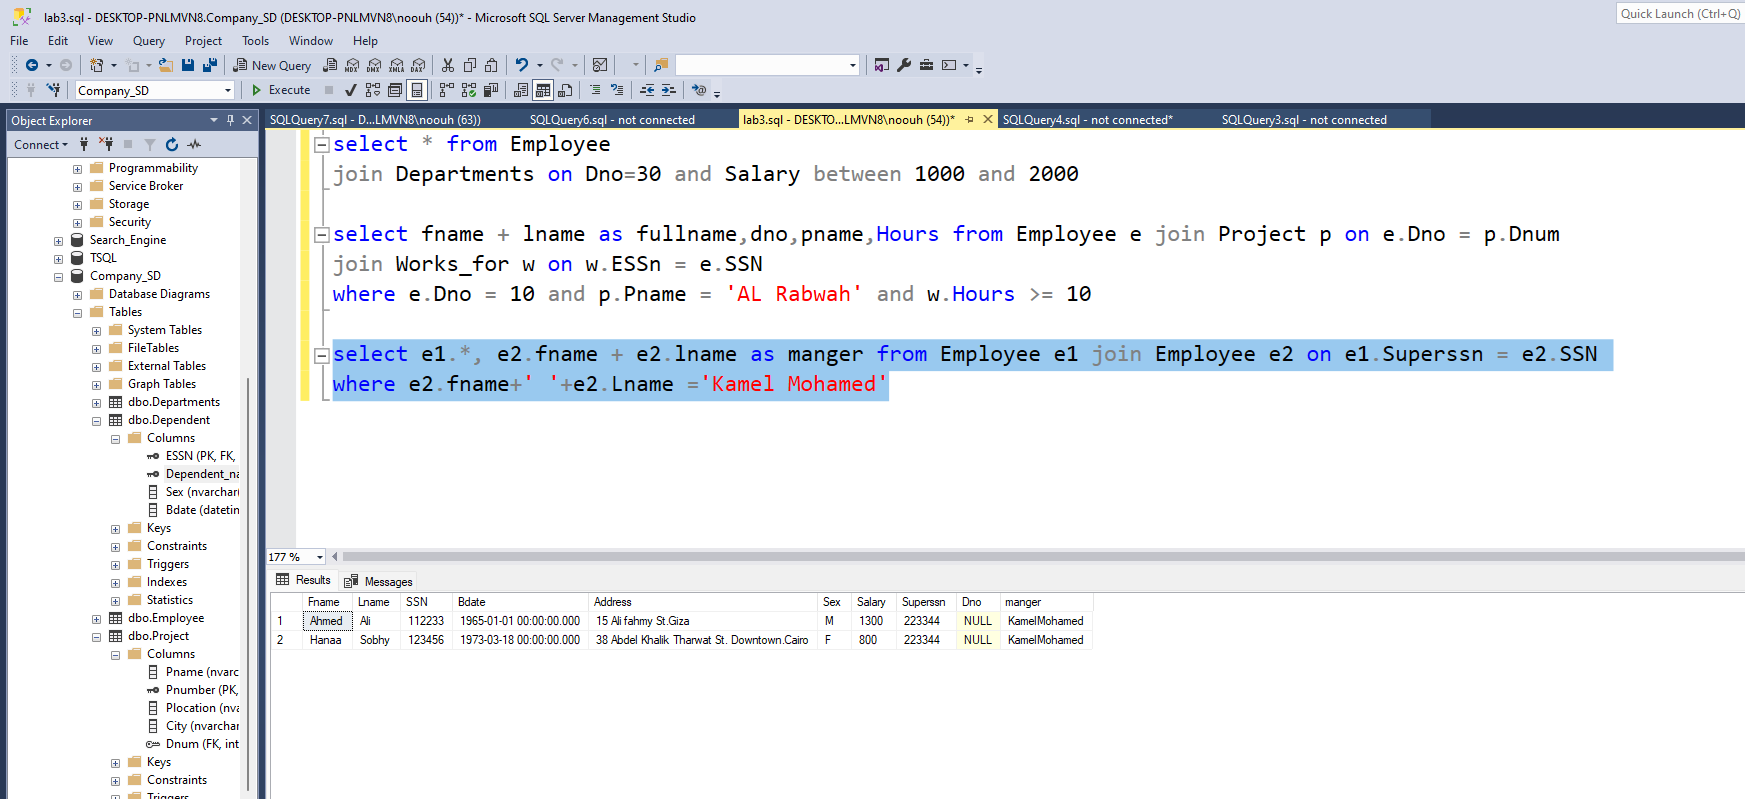 lab3.sql - DESKTOP-PNLMVN8.Company_SD (DESKTOP-PNLMVN8\noouh (54))* - Microsoft SQL Server Management Studio
Quick Launch (Ctrl+Q)
File Edit View Query Project Tools Window Help
New Query MDX DMX XMLA DAX
Company_SD Execute
Object Explorer
Connect
Programmability
Service Broker
Storage
Security
Search_Engine
TSQL
Company_SD
Database Diagrams
Tables
System Tables
FileTables
External Tables
Graph Tables
dbo.Departments
dbo.Dependent
Columns
ESSN (PK, FK,
Dependent_na
Sex (nvarchar(
Bdate (datetin
Keys
Constraints
Triggers
Indexes
Statistics
dbo.Employee
dbo.Project
Columns
Pname (nvarc
Pnumber (PK,
Plocation (nva
City (nvarchar
Dnum (FK, int
Keys
Constraints
Triggers
SQLQuery7.sql - D...LMVN8\noouh (63)) SQLQuery6.sql - not connected lab3.sql - DESKTO...LMVN8\noouh (54))* SQLQuery4.sql - not connected* SQLQuery3.sql - not connected
select * from Employee
join Departments on Dno=30 and Salary between 1000 and 2000
select fname + lname as fullname,dno,pname,Hours from Employee e join Project p on e.Dno = p.Dnum
join Works_for w on w.ESSn = e.SSN
where e.Dno = 10 and p.Pname = 'AL Rabwah' and w.Hours >= 10
select e1.*, e2.fname + e2.lname as manger from Employee e1 join Employee e2 on e1.Superssn = e2.SSN
where e2.fname+' '+e2.Lname ='Kamel Mohamed'
177 %
Results Messages
Fname Lname SSN Bdate Address Sex Salary Superssn Dno manger
1 Ahmed Ali 112233 1965-01-01 00:00:00.000 15 Ali fahmy St.Giza M 1300 223344 NULL KamelMohamed
2 Hanaa Sobhy 123456 1973-03-18 00:00:00.000 38 Abdel Khalik Tharwat St. Downtown.Cairo F 800 223344 NULL KamelMohamed